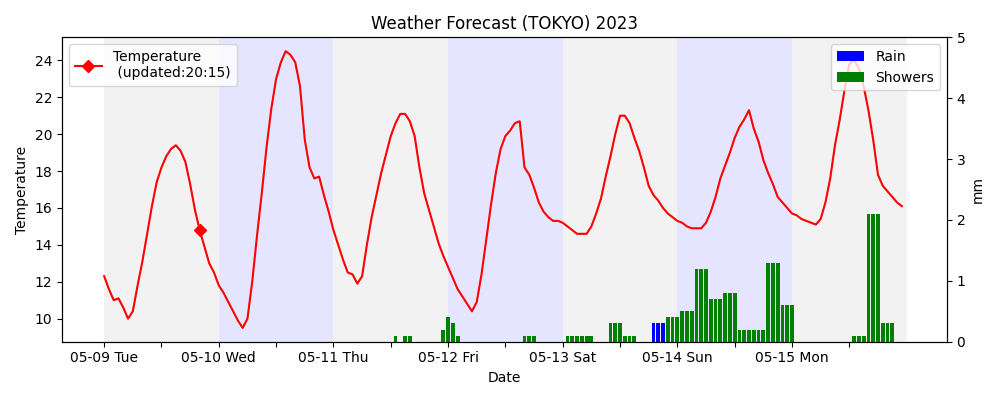 Weather Forecast (TOKYO) 2023
Temperature
(updated:20:15)
Rain
Showers
Temperature
24
22
20
18
16
14
12
10
5
4
3
2
1
0
mm
05-09 Tue
05-10 Wed
05-11 Thu
05-12 Fri
05-13 Sat
05-14 Sun
05-15 Mon
Date